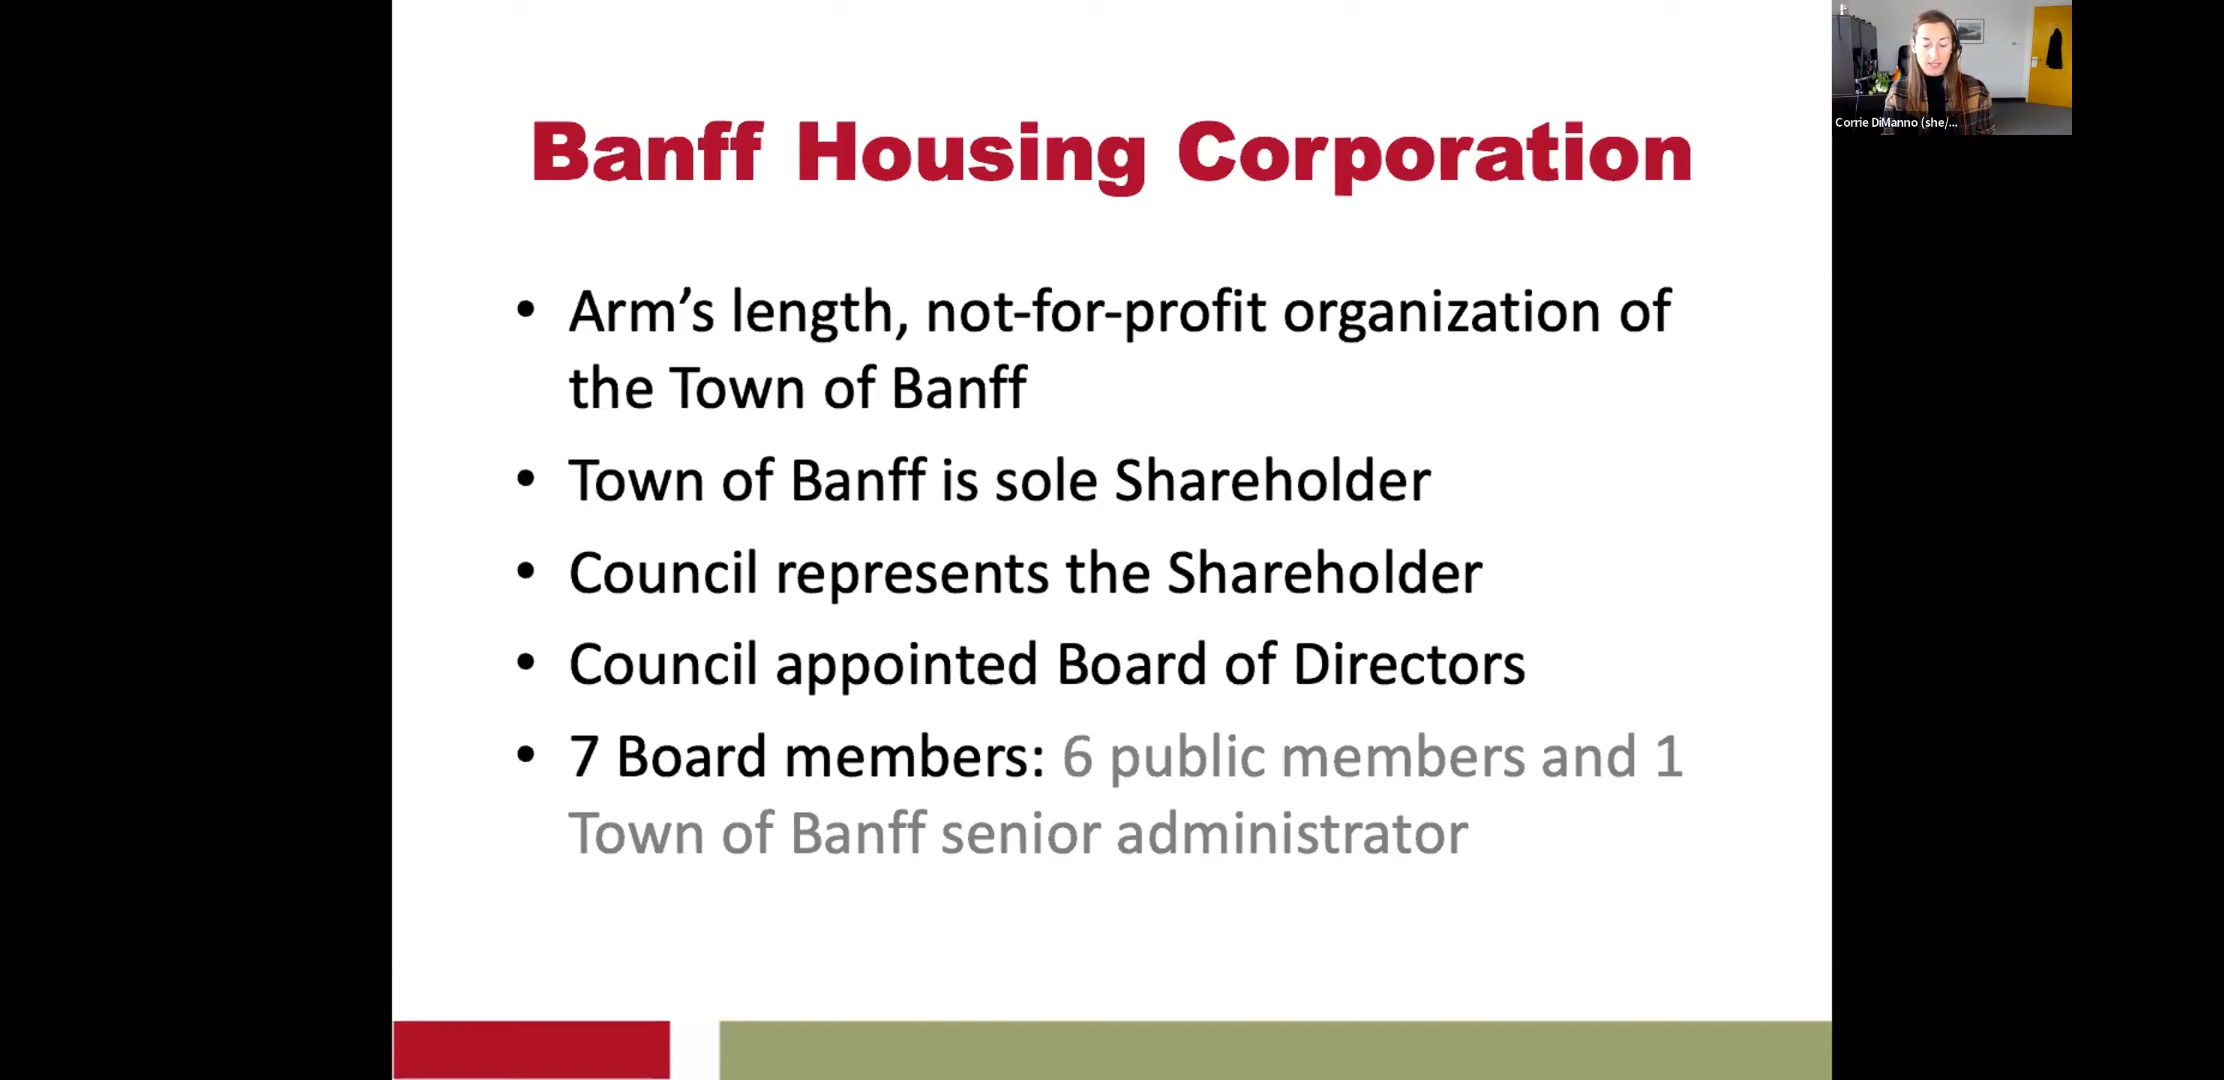 Banff Housing Corporation
• Arm’s length, not-for-profit organization of
the Town of Banff
• Town of Banff is sole Shareholder
• Council represents the Shareholder
• Council appointed Board of Directors
• 7 Board members: 6 public members and 1
Town of Banff senior administrator
Corrie DiManno (she/...